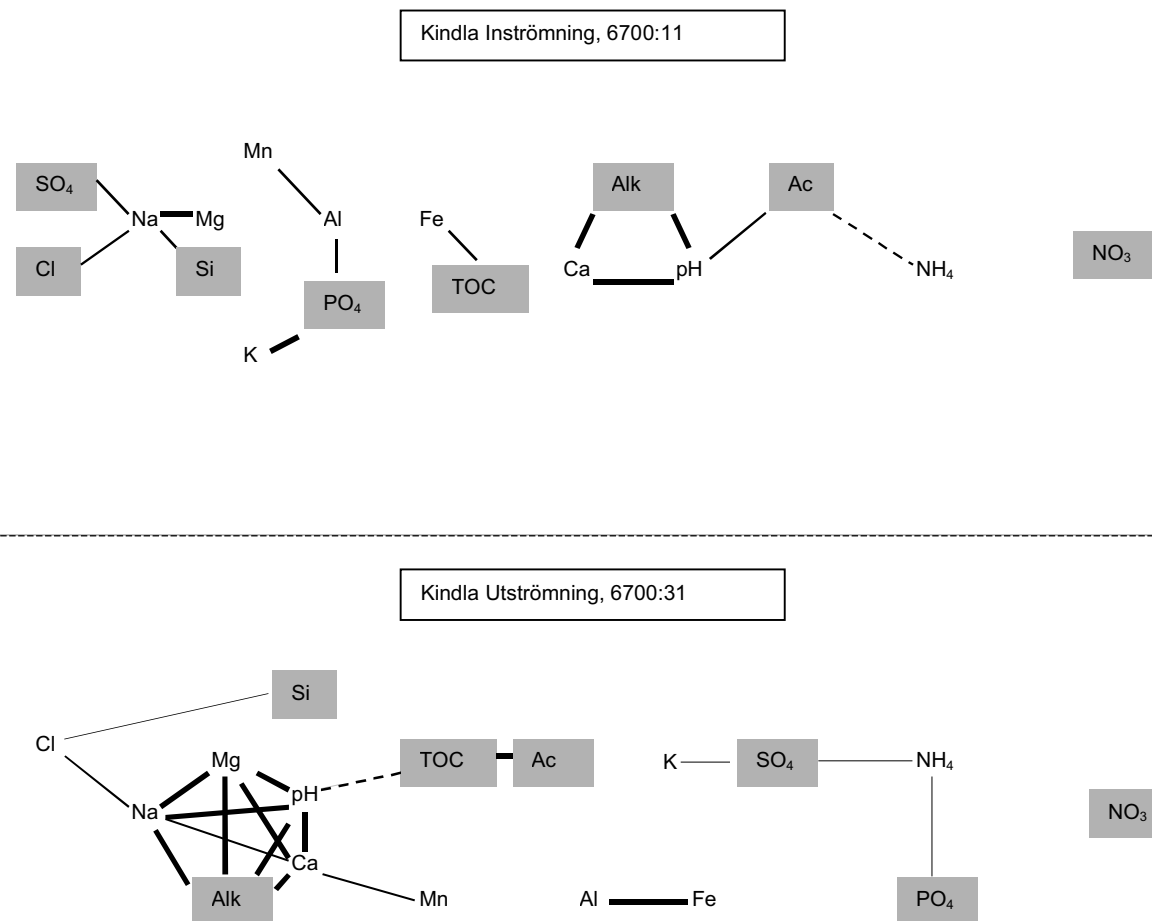 Kindla Inströmning, 6700:11
Mn
SO₄
Alk
Ac
Na
Mg
Al
Fe
NO₃
Cl
Si
TOC
Ca
pH
NH₄
PO₄
K
Kindla Utströmning, 6700:31
Si
Cl
Mg
TOC
Ac
K
SO₄
NH₄
pH
Na
NO₃
Ca
Alk
Mn
Al
Fe
PO₄